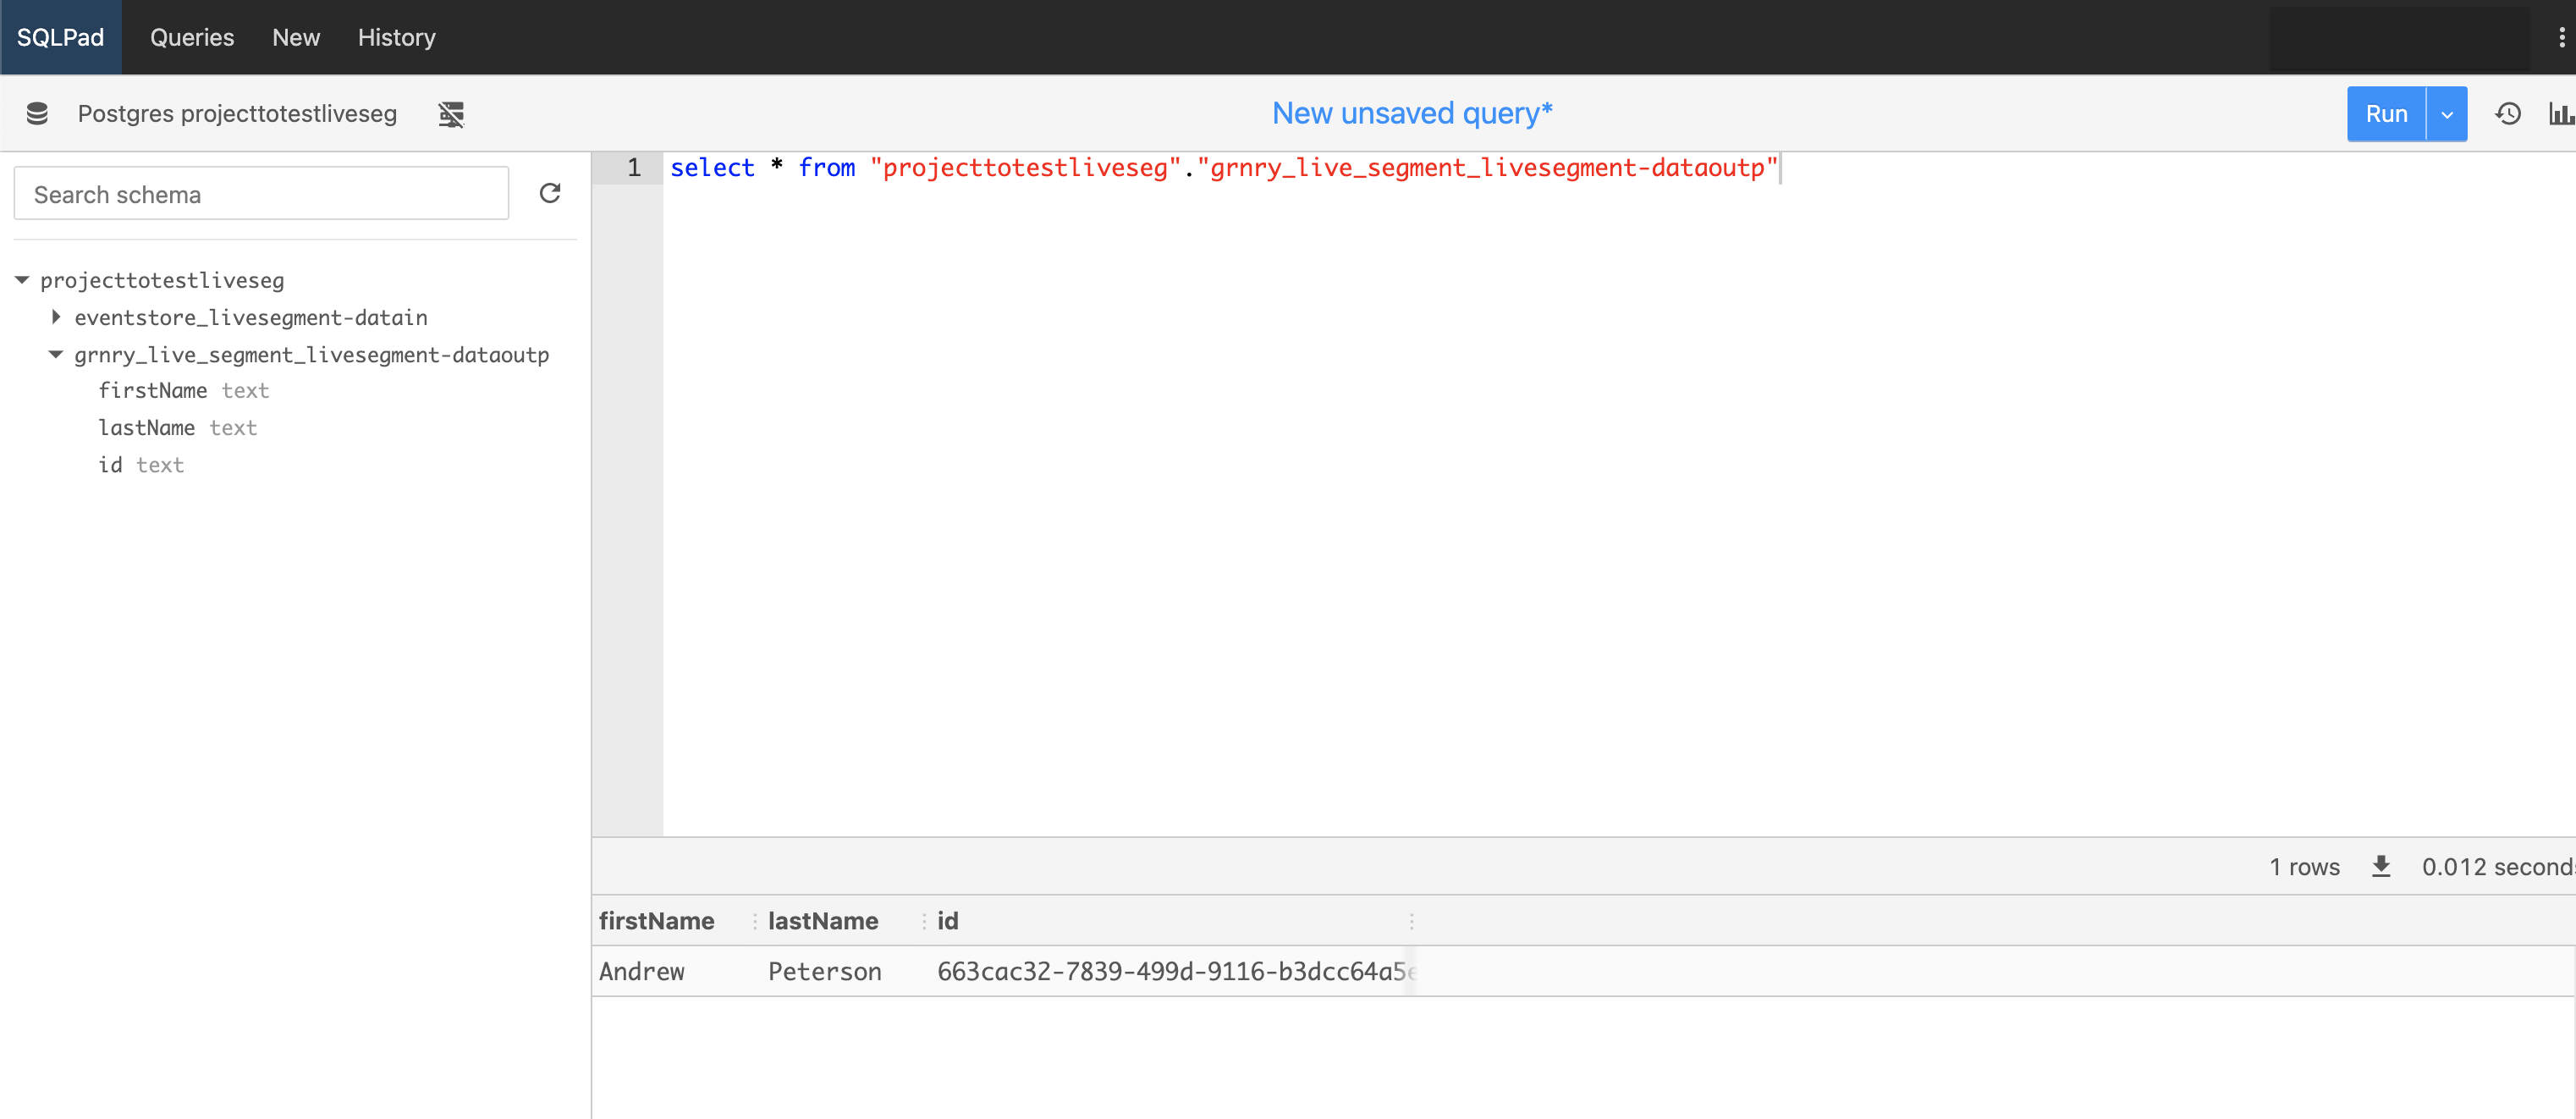 SQLPad Queries New History
Postgres projecttotestliveseg New unsaved query* Run
Search schema
projecttotestliveseg
eventstore_livesegment-datain
grnry_live_segment_livesegment-dataoutp
firstName text
lastName text
id text
1 select * from "projecttotestliveseg"."grnry_live_segment_livesegment-dataoutp"
1 rows 0.012 second
firstName lastName id
Andrew Peterson 663cac32-7839-499d-9116-b3dcc64a5